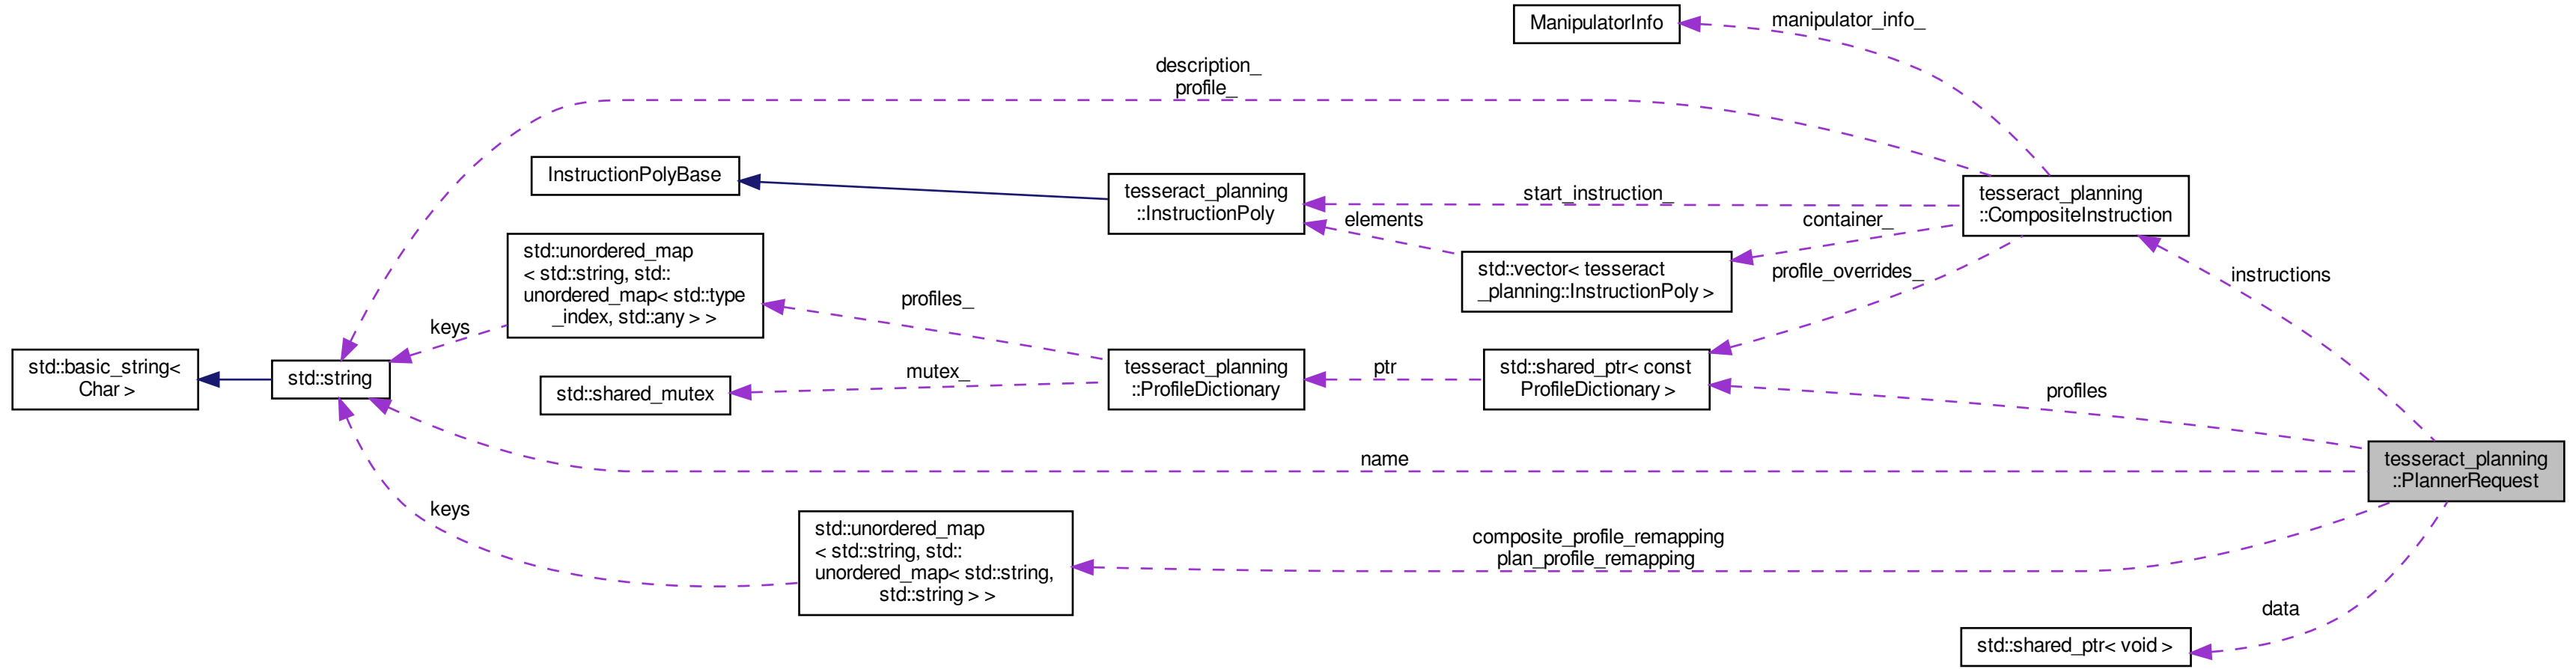 ManipulatorInfo
manipulator_info_
description_
profile_
InstructionPolyBase
tesseract_planning
::InstructionPoly
start_instruction_
elements
container_
tesseract_planning
::CompositeInstruction
std::unordered_map
< std::string, std::
unordered_map< std::type
_index, std::any > >
std::vector< tesseract
_planning::InstructionPoly >
profile_overrides_
instructions
profiles_
keys
std::basic_string<
Char >
std::string
std::shared_mutex
mutex_
tesseract_planning
::ProfileDictionary
ptr
std::shared_ptr< const
ProfileDictionary >
profiles
name
tesseract_planning
::PlannerRequest
keys
std::unordered_map
< std::string, std::
unordered_map< std::string,
std::string > >
composite_profile_remapping
plan_profile_remapping
data
std::shared_ptr< void >